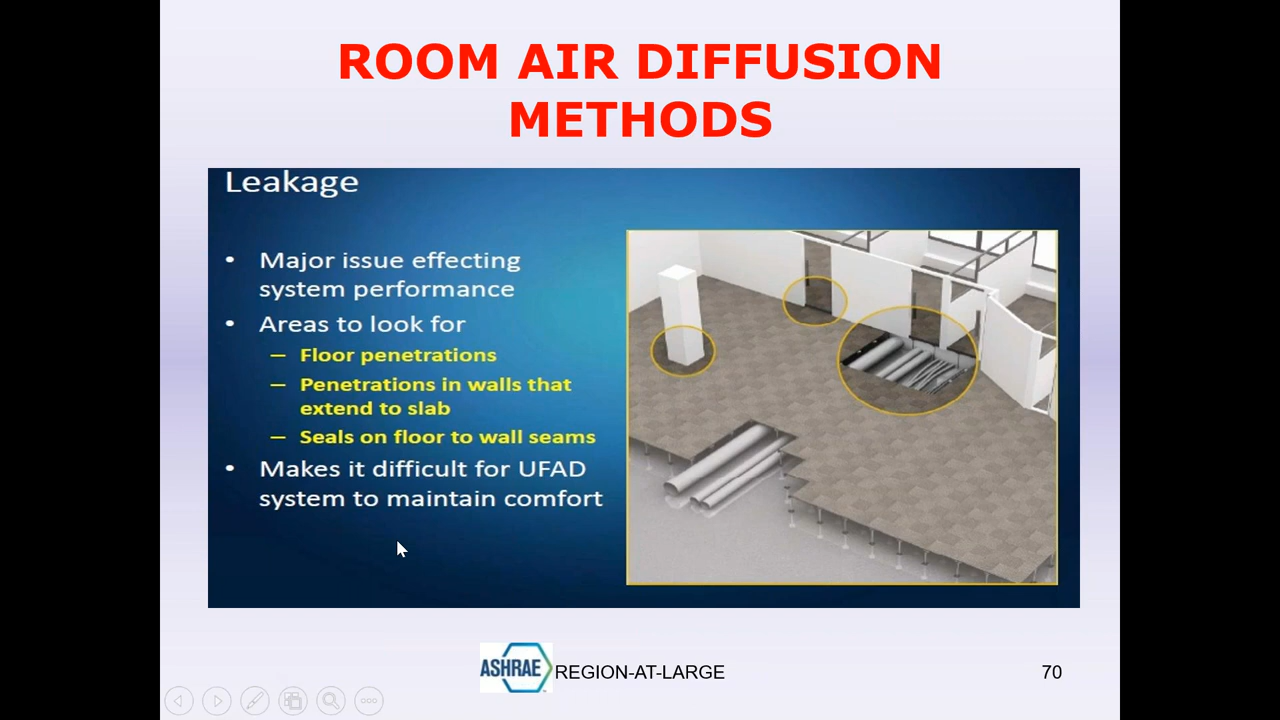 ROOM AIR DIFFUSION
METHODS
Leakage
• Major issue effecting
system performance
• Areas to look for
– Floor penetrations
– Penetrations in walls that
extend to slab
– Seals on floor to wall seams
• Makes it difficult for UFAD
system to maintain comfort
ASHRAE REGION-AT-LARGE
70